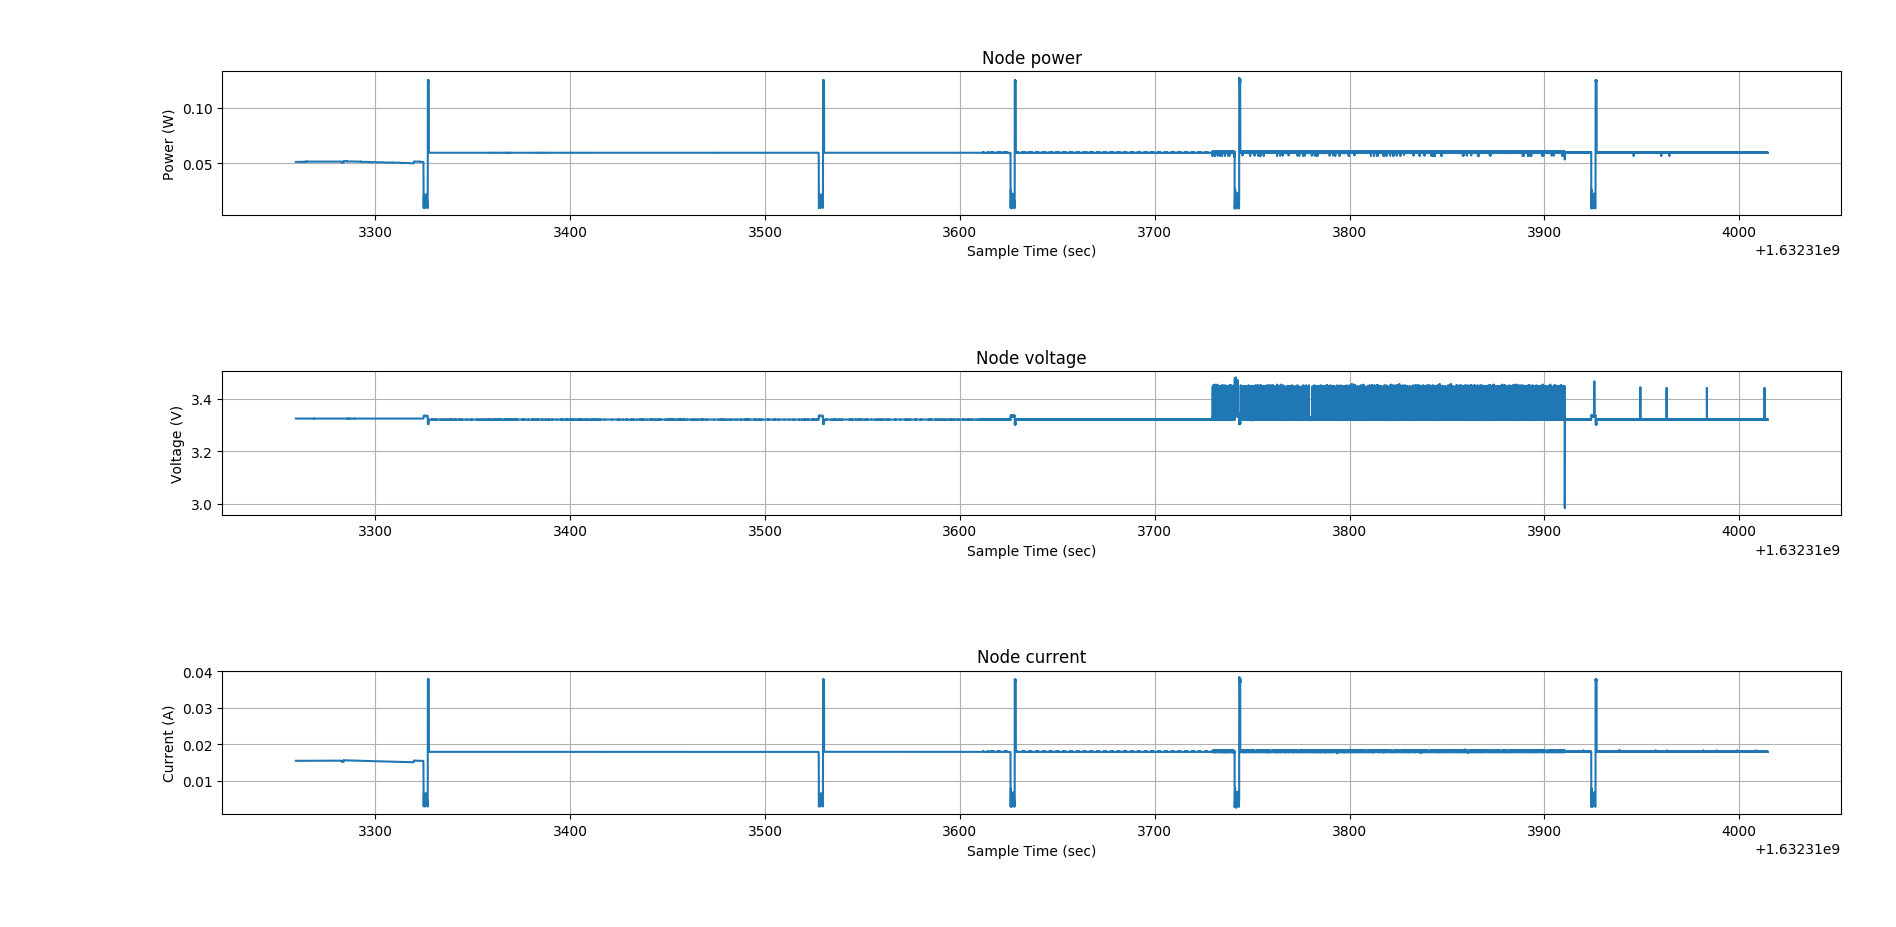 Node power
0.10
0.05
Power (W)
3300 3400 3500 3600 3700 3800 3900 4000
Sample Time (sec)
+1.63231e9
Node voltage
3.4
3.2
3.0
Voltage (V)
3300 3400 3500 3600 3700 3800 3900 4000
Sample Time (sec)
+1.63231e9
Node current
0.04
0.03
0.02
0.01
Current (A)
3300 3400 3500 3600 3700 3800 3900 4000
Sample Time (sec)
+1.63231e9